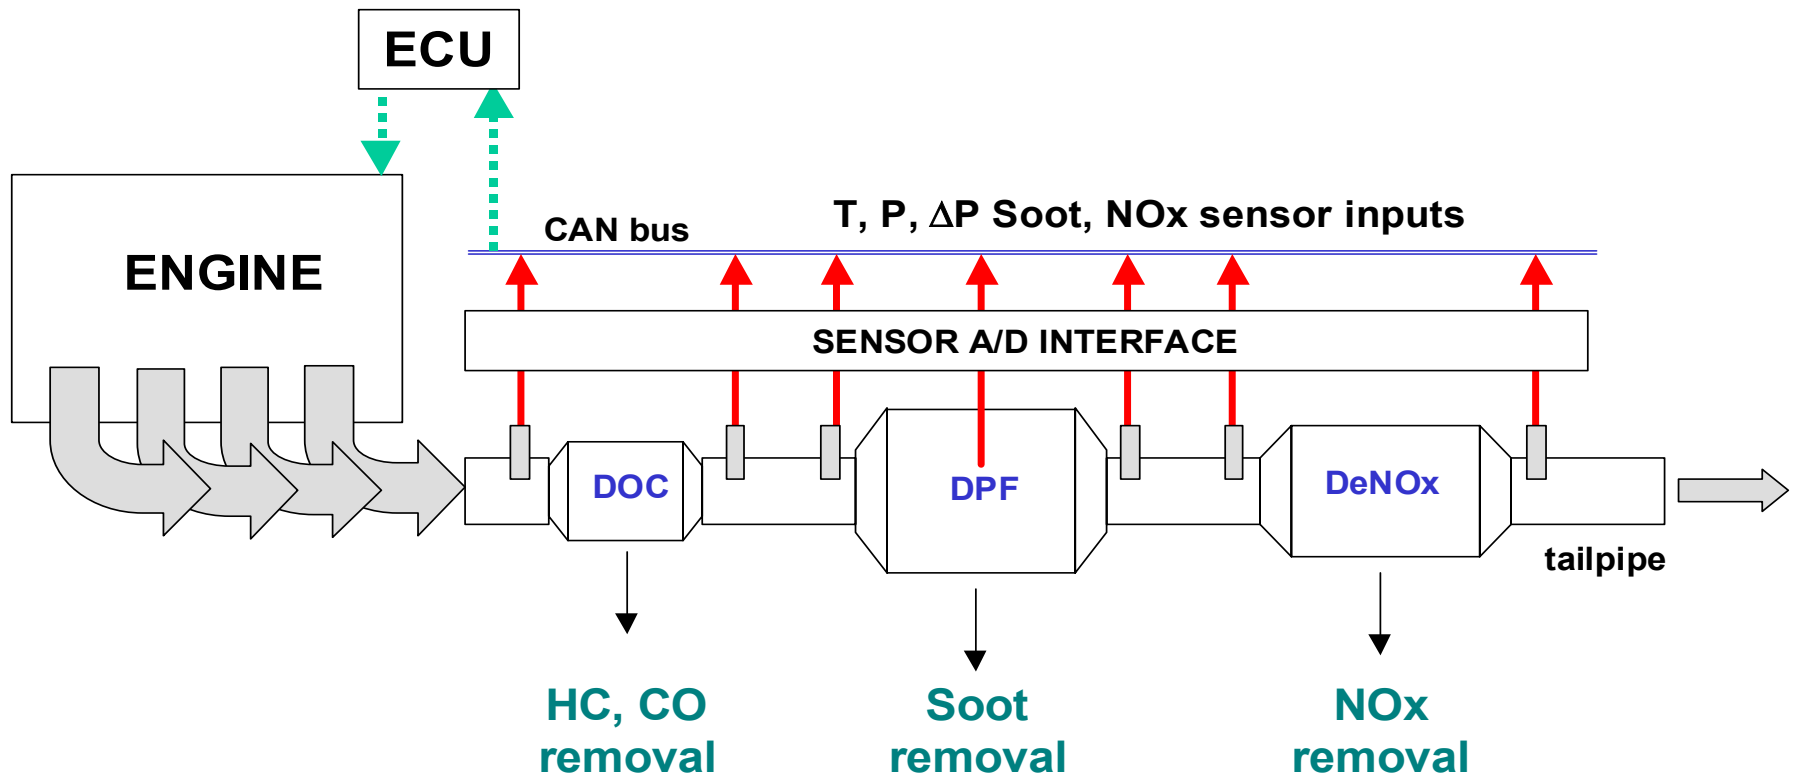 ECU
T, P, ΔP Soot, NOx sensor inputs
CAN bus
ENGINE
SENSOR A/D INTERFACE
DOC
DPF
DeNOx
tailpipe
HC, CO
removal
Soot
removal
NOx
removal